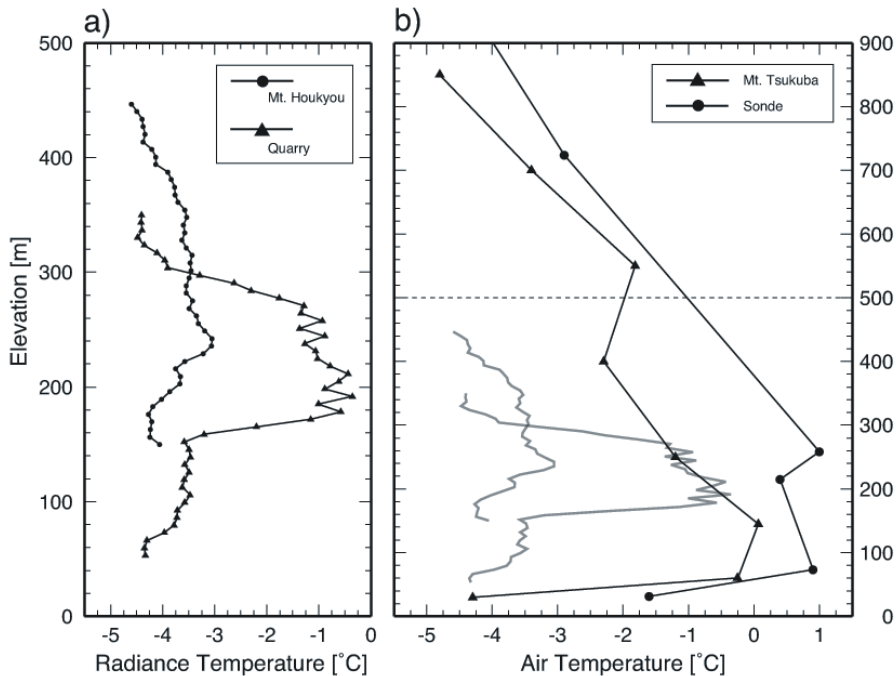 a)
500
400
300
200
100
0
Elevation [m]
Mt. Houkyou
Quarry
-5 -4 -3 -2 -1 0
Radiance Temperature [˚C]
b)
Mt. Tsukuba
Sonde
900
800
700
600
500
400
300
200
100
0
-5 -4 -3 -2 -1 0 1
Air Temperature [˚C]